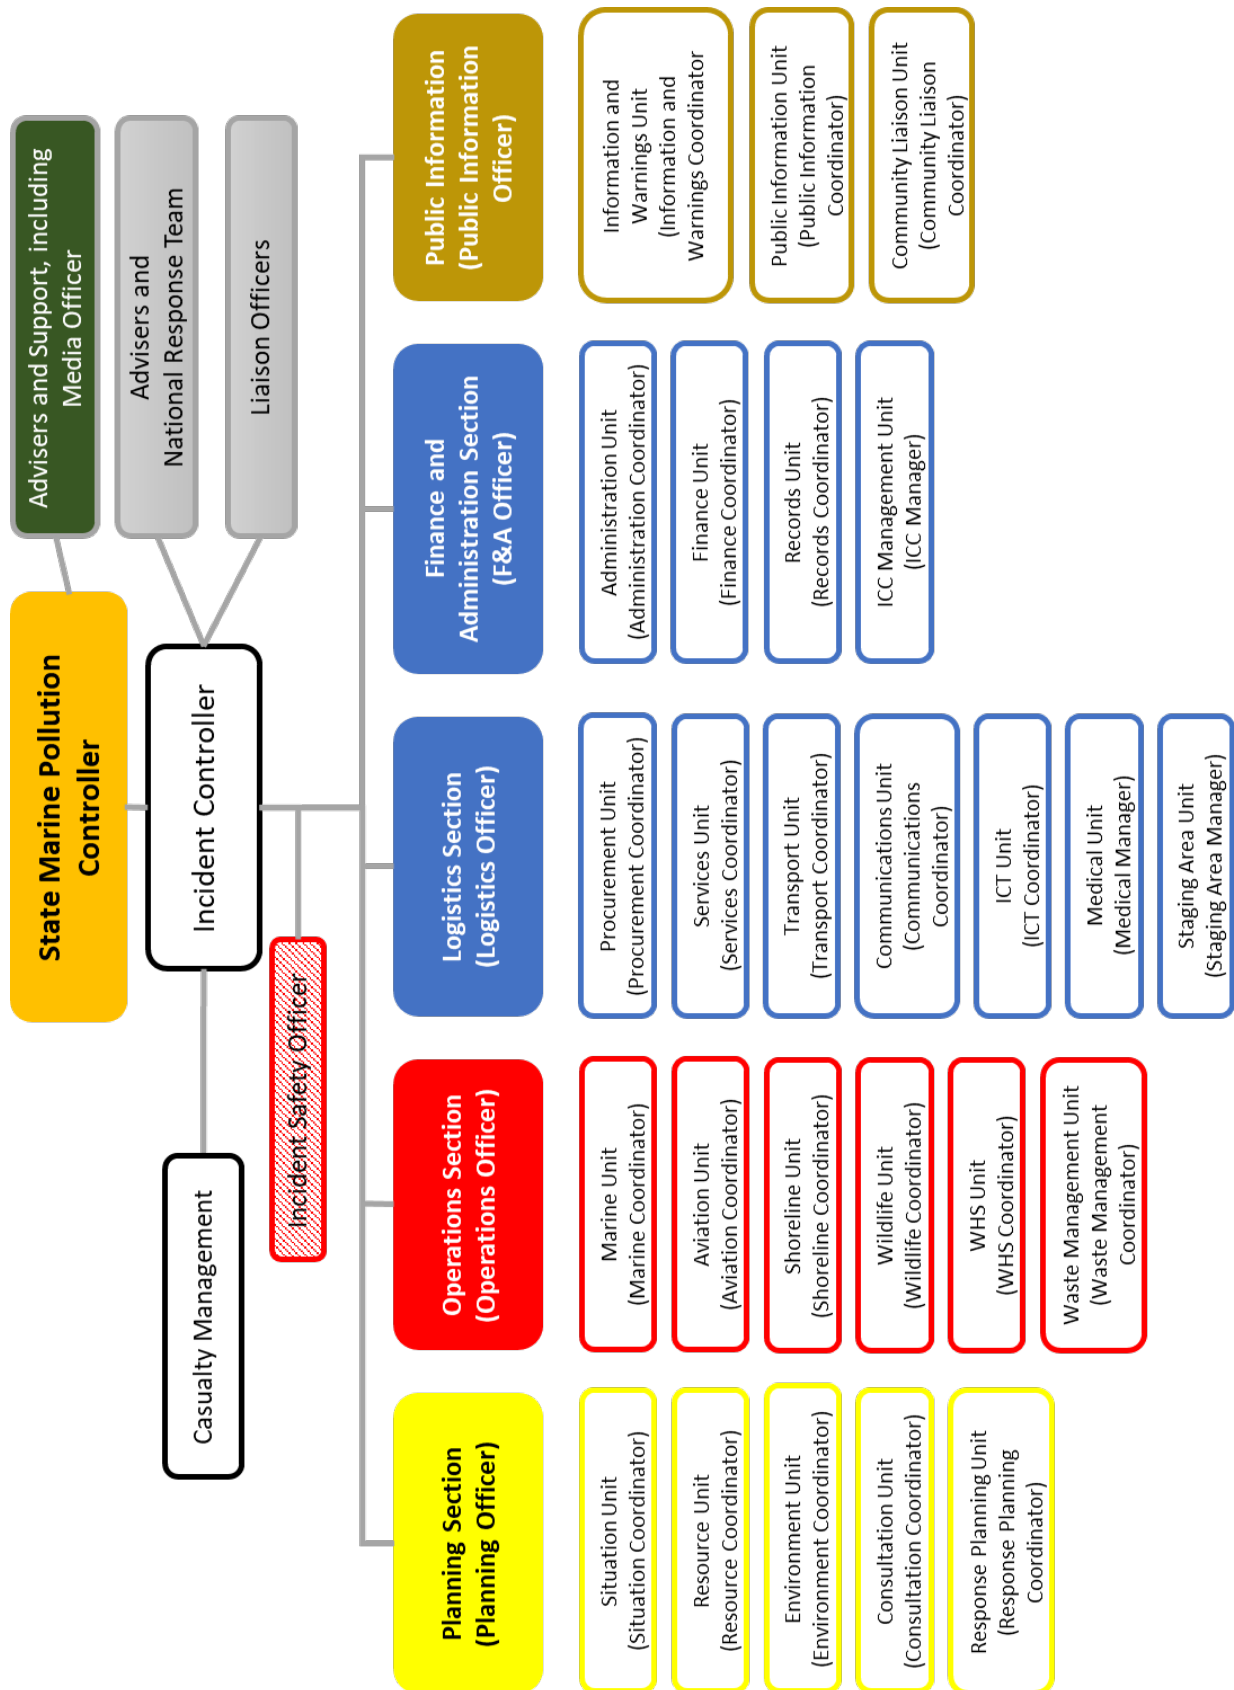 State Marine Pollution
Controller
Advisers and Support, including
Media Officer
Incident Controller
Advisers and
National Response Team
Liaison Officers
Casualty Management
Incident Safety Officer
Planning Section
(Planning Officer)
Situation Unit
(Situation Coordinator)
Resource Unit
(Resource Coordinator)
Environment Unit
(Environment Coordinator)
Consultation Unit
(Consultation Coordinator)
Response Planning Unit
(Response Planning
Coordinator)
Operations Section
(Operations Officer)
Marine Unit
(Marine Coordinator)
Aviation Unit
(Aviation Coordinator)
Shoreline Unit
(Shoreline Coordinator)
Wildlife Unit
(Wildlife Coordinator)
WHS Unit
(WHS Coordinator)
Waste Management Unit
(Waste Management
Coordinator)
Logistics Section
(Logistics Officer)
Procurement Unit
(Procurement Coordinator)
Services Unit
(Services Coordinator)
Transport Unit
(Transport Coordinator)
Communications Unit
(Communications
Coordinator)
ICT Unit
(ICT Coordinator)
Medical Unit
(Medical Manager)
Staging Area Unit
(Staging Area Manager)
Finance and
Administration Section
(F&A Officer)
Administration Unit
(Administration Coordinator)
Finance Unit
(Finance Coordinator)
Records Unit
(Records Coordinator)
ICC Management Unit
(ICC Manager)
Public Information
(Public Information
Officer)
Information and
Warnings Unit
(Information and
Warnings Coordinator
Public Information Unit
(Public Information
Coordinator)
Community Liaison Unit
(Community Liaison
Coordinator)